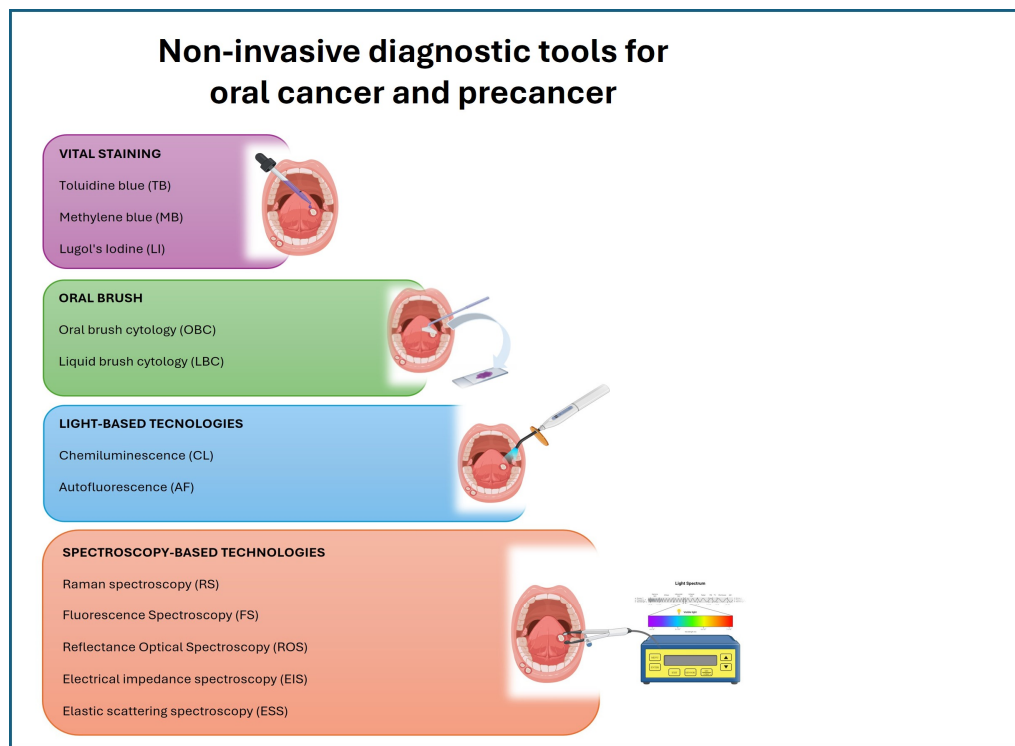 Non-invasive diagnostic tools for
oral cancer and precancer
VITAL STAINING
Toluidine blue (TB)
Methylene blue (MB)
Lugol's Iodine (LI)
ORAL BRUSH
Oral brush cytology (OBC)
Liquid brush cytology (LBC)
LIGHT-BASED TECNOLOGIES
Chemiluminescence (CL)
Autofluorescence (AF)
SPECTROSCOPY-BASED TECHNOLOGIES
Raman spectroscopy (RS)
Fluorescence Spectroscopy (FS)
Reflectance Optical Spectroscopy (ROS)
Electrical impedance spectroscopy (EIS)
Elastic scattering spectroscopy (ESS)
Light Spectrum